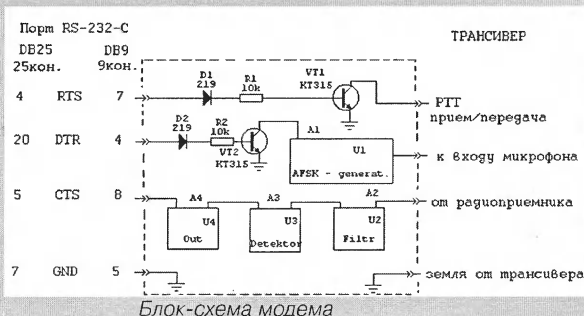 Порт RS-232-C
ТРАНСИВЕР
DB25 DB9
25кон. 9кон.
D1 R1 VT1
219 10k КТ315
4 RTS 7
PTT
прием/передача
D2 R2
219 10k
A1
20 DTR 4
VT2
КТ315
U1
AFSK - generat.
к входу микрофона
5 CTS 8
A4 A3 A2
от радиоприемника
U4 U3 U2
Out Detektor Filtr
7 GND 5
земля от трансивера
Блок-схема модема